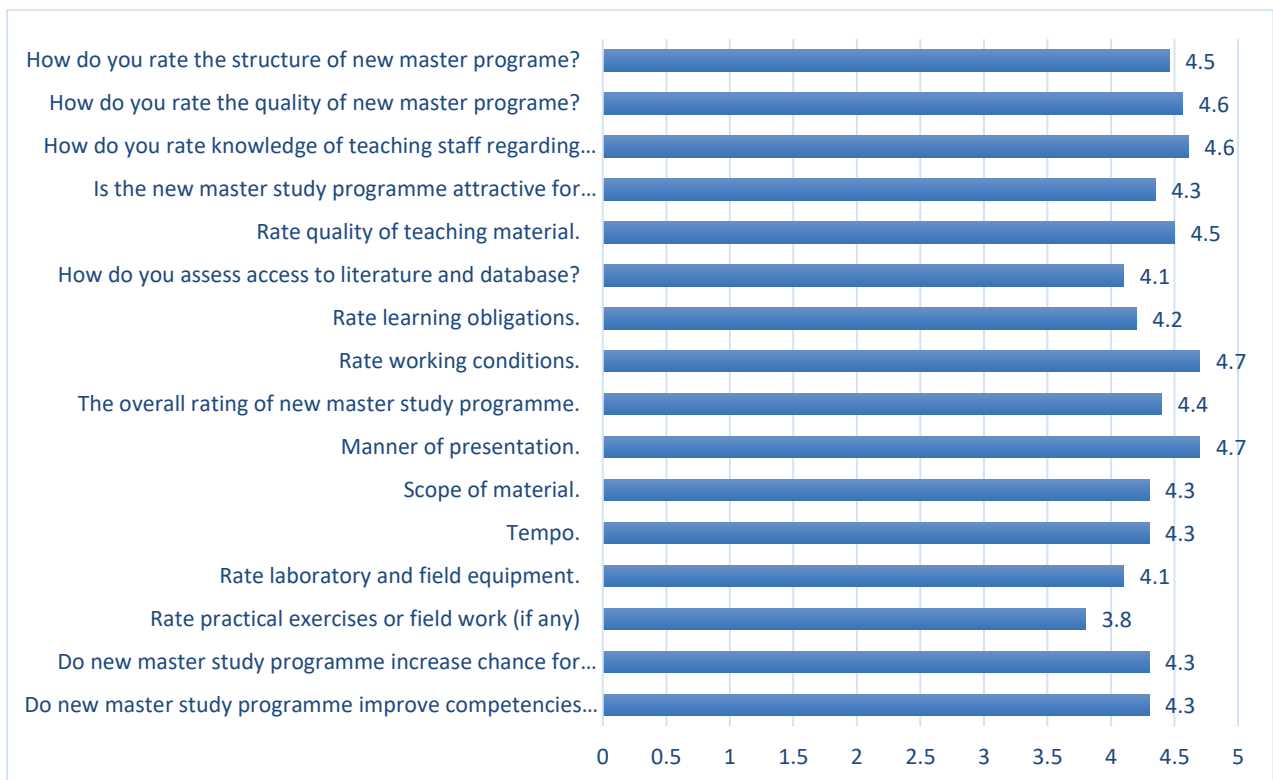 How do you rate the structure of new master programe? 4.5
How do you rate the quality of new master programe? 4.6
How do you rate knowledge of teaching staff regarding... 4.6
Is the new master study programme attractive for... 4.3
Rate quality of teaching material. 4.5
How do you assess access to literature and database? 4.1
Rate learning obligations. 4.2
Rate working conditions. 4.7
The overall rating of new master study programme. 4.4
Manner of presentation. 4.7
Scope of material. 4.3
Tempo. 4.3
Rate laboratory and field equipment. 4.1
Rate practical exercises or field work (if any) 3.8
Do new master study programme increase chance for... 4.3
Do new master study programme improve competencies... 4.3
0 0.5 1 1.5 2 2.5 3 3.5 4 4.5 5